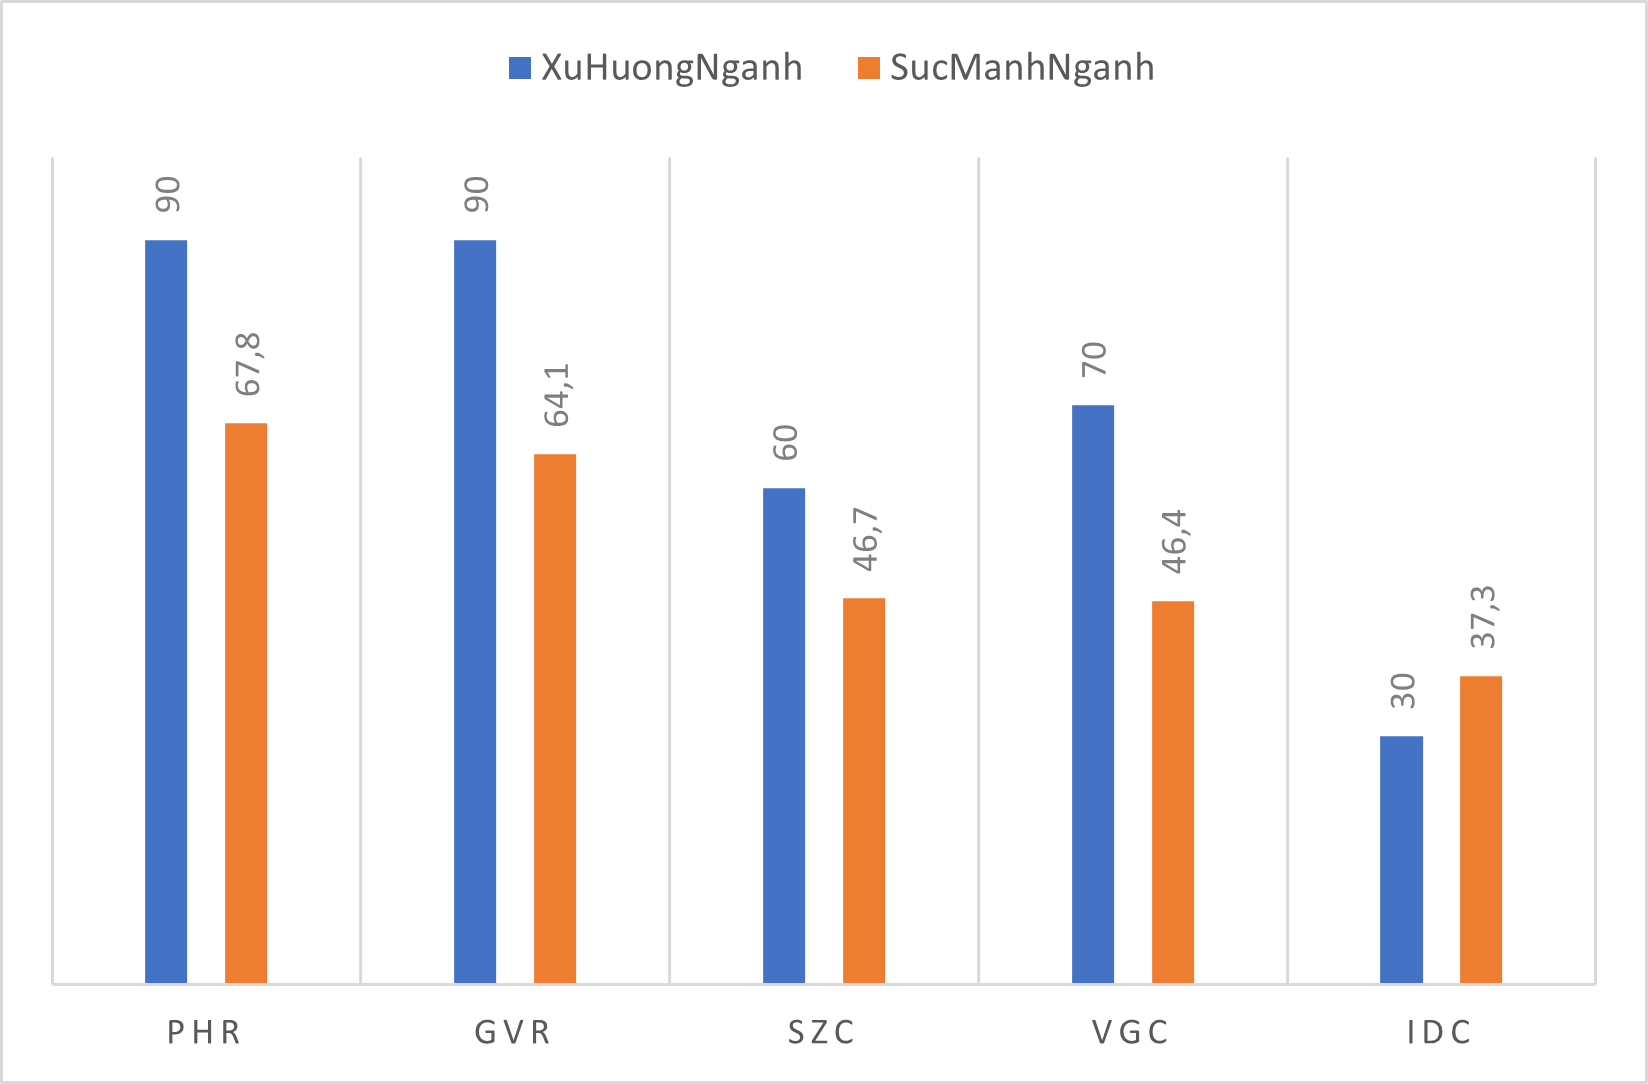 XuHuongNganh SucManhNganh
90 67,8 90 64,1 60 46,7 70 46,4 30 37,3
PHR GVR SZC VGC IDC